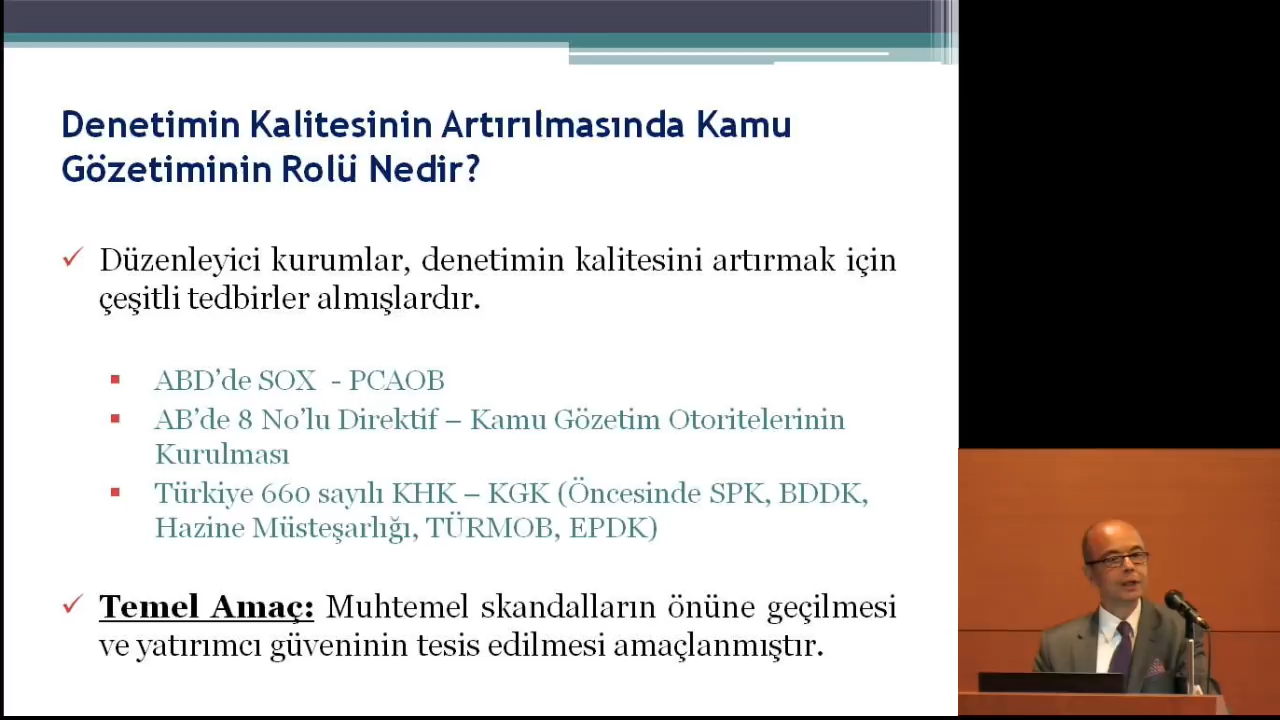 Denetimin Kalitesinin Artırılmasında Kamu
Gözetiminin Rolü Nedir?
Düzenleyici kurumlar, denetimin kalitesini artırmak için
çeşitli tedbirler almışlardır.
ABD’de SOX - PCAOB
AB’de 8 No’lu Direktif – Kamu Gözetim Otoritelerinin
Kurulması
Türkiye 660 sayılı KHK – KGK (Öncesinde SPK, BDDK,
Hazine Müsteşarlığı, TÜRMOB, EPDK)
Temel Amaç: Muhtemel skandalların önüne geçilmesi
ve yatırımcı güveninin tesis edilmesi amaçlanmıştır.